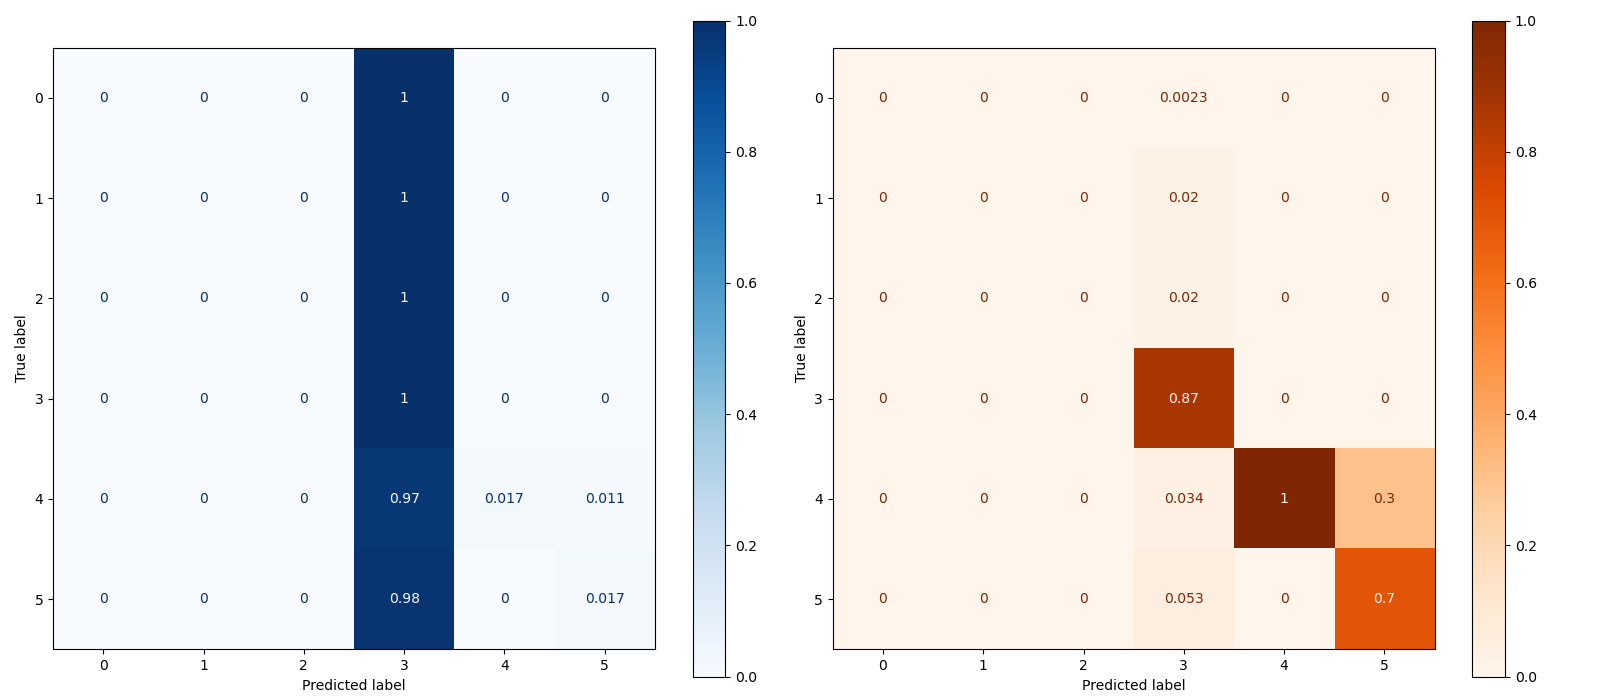 1.0
0 0 0 0 1 0 0
1 0 0 0 1 0 0
0.8
2 0 0 0 1 0 0
0.6
True label
3 0 0 0 1 0 0
0.4
4 0 0 0 0.97 0.017 0.011
0.2
5 0 0 0 0.98 0 0.017
0.0
0 1 2 3 4 5
Predicted label
1.0
0 0 0 0 0.0023 0 0
1 0 0 0 0.02 0 0
0.8
2 0 0 0 0.02 0 0
0.6
True label
3 0 0 0 0.87 0 0
0.4
4 0 0 0 0.034 1 0.3
0.2
5 0 0 0 0.053 0 0.7
0.0
0 1 2 3 4 5
Predicted label